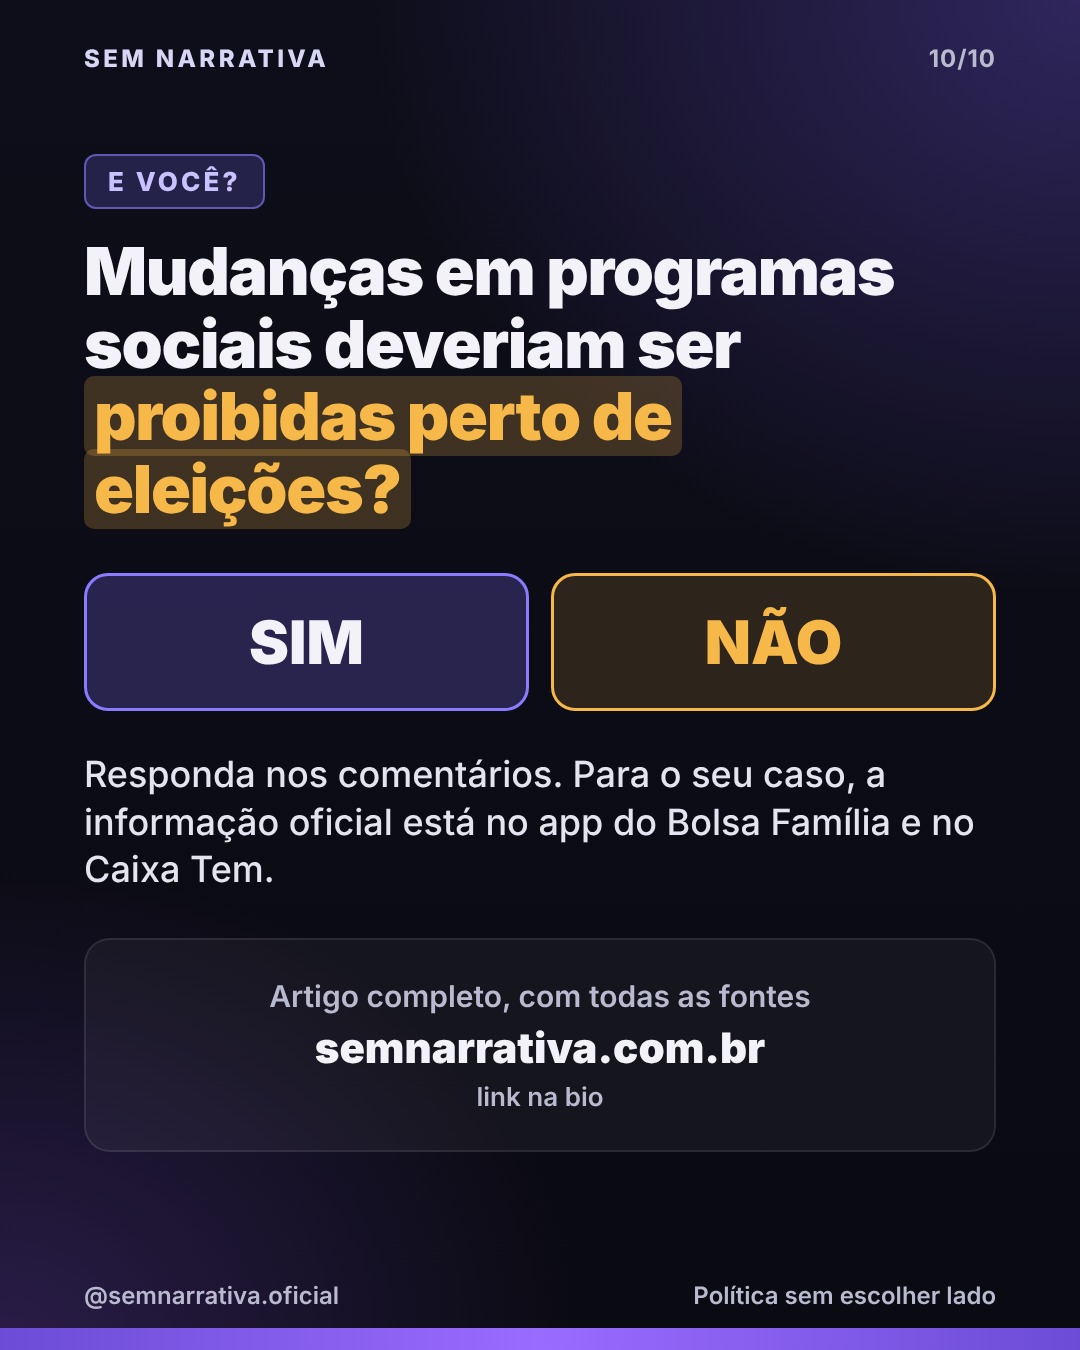 SEM NARRATIVA
10/10
E VOCÊ?
Mudanças em programas
sociais deveriam ser
proibidas perto de
eleições?
SIM
NÃO
Responda nos comentários. Para o seu caso, a
informação oficial está no app do Bolsa Família e no
Caixa Tem.
Artigo completo, com todas as fontes
semnarrativa.com.br
link na bio
@semnarrativa.oficial
Política sem escolher lado